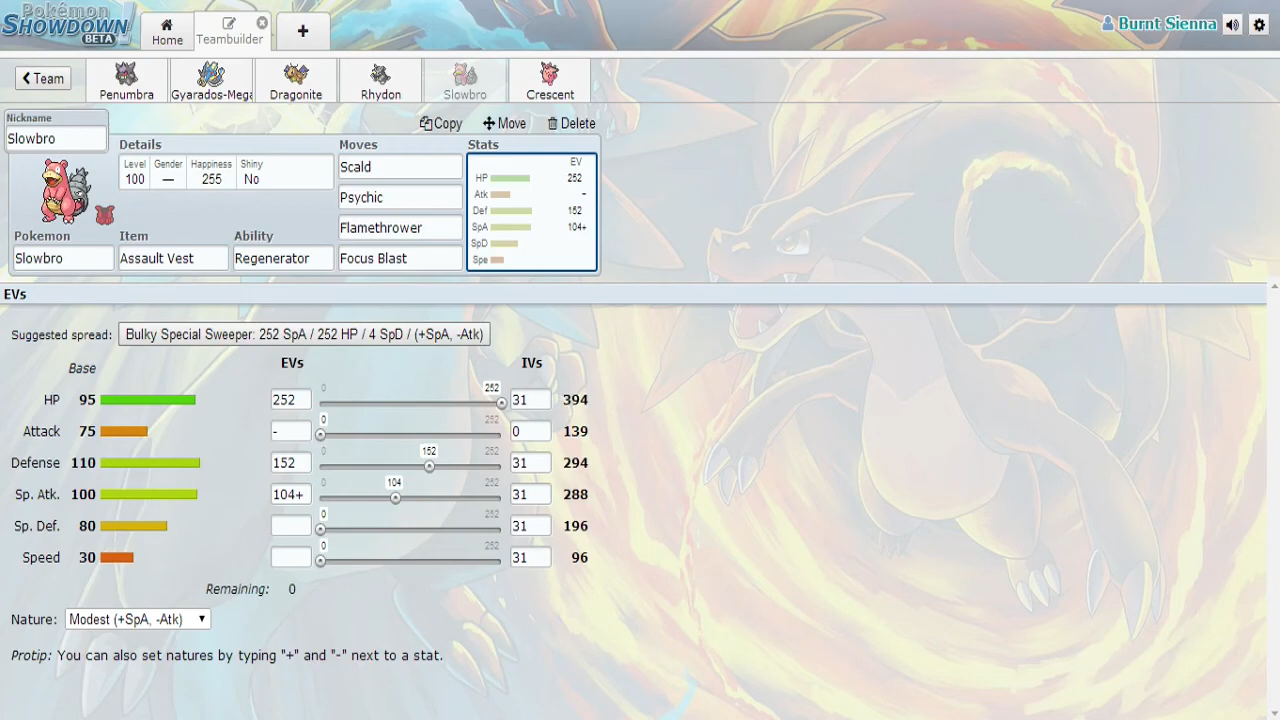 Pokémon
SHOWDOWN!
BETA
Home
Teambuilder
+
Burnt Sienna
Team
Penumbra
Gyarados-Mega
Dragonite
Rhydon
Slowbro
Crescent
Copy Move Delete
Nickname
Slowbro
Details
Level Gender Happiness Shiny
100 — 255 No
Pokemon Item Ability
Slowbro Assault Vest Regenerator
Moves
Scald
Psychic
Flamethrower
Focus Blast
Stats
EV
HP 252
Atk -
Def 152
SpA 104+
SpD
Spe
EVs
Suggested spread: Bulky Special Sweeper: 252 SpA / 252 HP / 4 SpD / (+SpA, -Atk)
Base EVs IVs
HP 95 252 0 252 31 394
Attack 75 - 0 252 0 139
Defense 110 152 0 152 252 31 294
Sp. Atk. 100 104+ 0 104 252 31 288
Sp. Def. 80 0 252 31 196
Speed 30 0 252 31 96
Remaining: 0
Nature: Modest (+SpA, -Atk)
Protip: You can also set natures by typing "+" and "-" next to a stat.